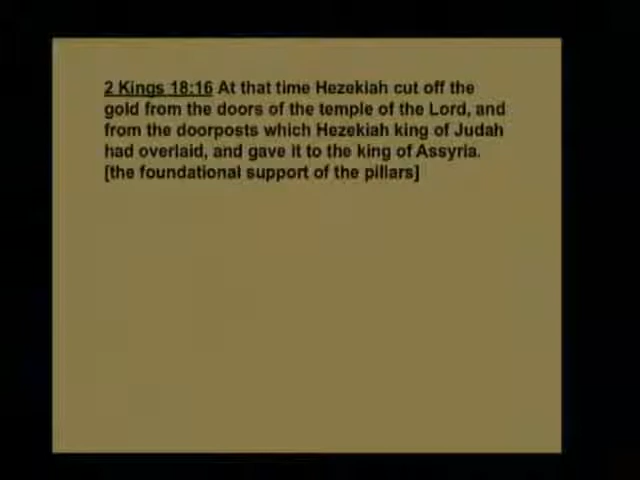 2 Kings 18:16 At that time Hezekiah cut off the
gold from the doors of the temple of the Lord, and
from the doorposts which Hezekiah king of Judah
had overlaid, and gave it to the king of Assyria.
[the foundational support of the pillars]